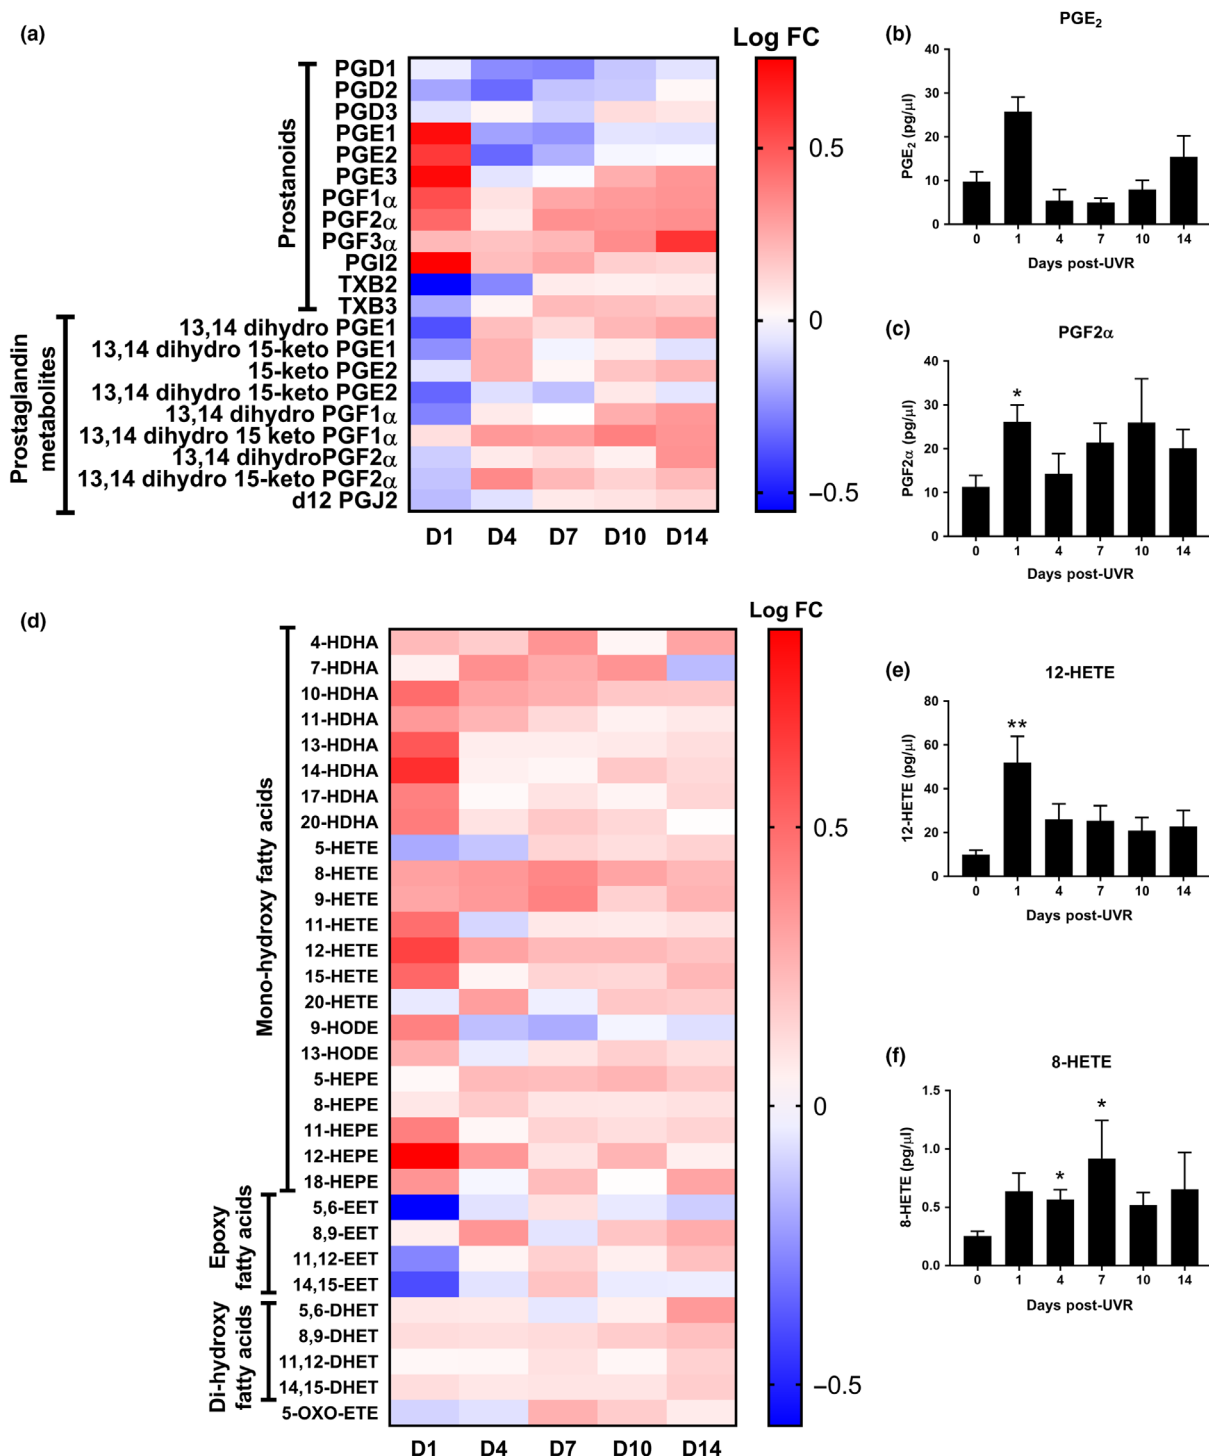 (a)
Log FC
Prostanoids
PGD1
PGD2
PGD3
PGE1
PGE2
PGE3
PGF1α
PGF2α
PGF3α
PGI2
TXB2
TXB3
Prostaglandin
metabolites
13,14 dihydro PGE1
13,14 dihydro 15-keto PGE1
15-keto PGE2
13,14 dihydro 15-keto PGE2
13,14 dihydro PGF1α
13,14 dihydro 15 keto PGF1α
13,14 dihydroPGF2α
13,14 dihydro 15-keto PGF2α
d12 PGJ2
D1 D4 D7 D10 D14
0.5
0
−0.5
(b)
PGE2
PGE2 (pg/μl)
40
30
20
10
0
0 1 4 7 10 14
Days post-UVR
(c)
PGF2α
PGF2α (pg/μl)
40
30
20
10
0
*
0 1 4 7 10 14
Days post-UVR
(d)
Log FC
Mono-hydroxy fatty acids
4-HDHA
7-HDHA
10-HDHA
11-HDHA
13-HDHA
14-HDHA
17-HDHA
20-HDHA
5-HETE
8-HETE
9-HETE
11-HETE
12-HETE
15-HETE
20-HETE
9-HODE
13-HODE
5-HEPE
8-HEPE
11-HEPE
12-HEPE
18-HEPE
Epoxy
fatty acids
5,6-EET
8,9-EET
11,12-EET
14,15-EET
Di-hydroxy
fatty acids
5,6-DHET
8,9-DHET
11,12-DHET
14,15-DHET
5-OXO-ETE
D1 D4 D7 D10 D14
0.5
0
−0.5
(e)
12-HETE
12-HETE (pg/μl)
80
60
40
20
0
**
0 1 4 7 10 14
Days post-UVR
(f)
8-HETE
8-HETE (pg/μl)
1.5
1.0
0.5
0.0
* *
0 1 4 7 10 14
Days post-UVR